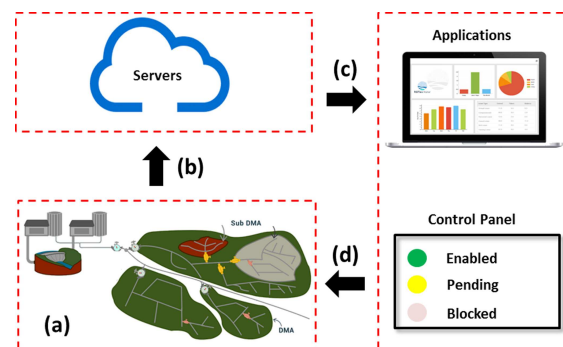 Servers
(c)
Applications
(b)
Sub DMA
(d)
Control Panel
Enabled
Pending
Blocked
(a)
DMA